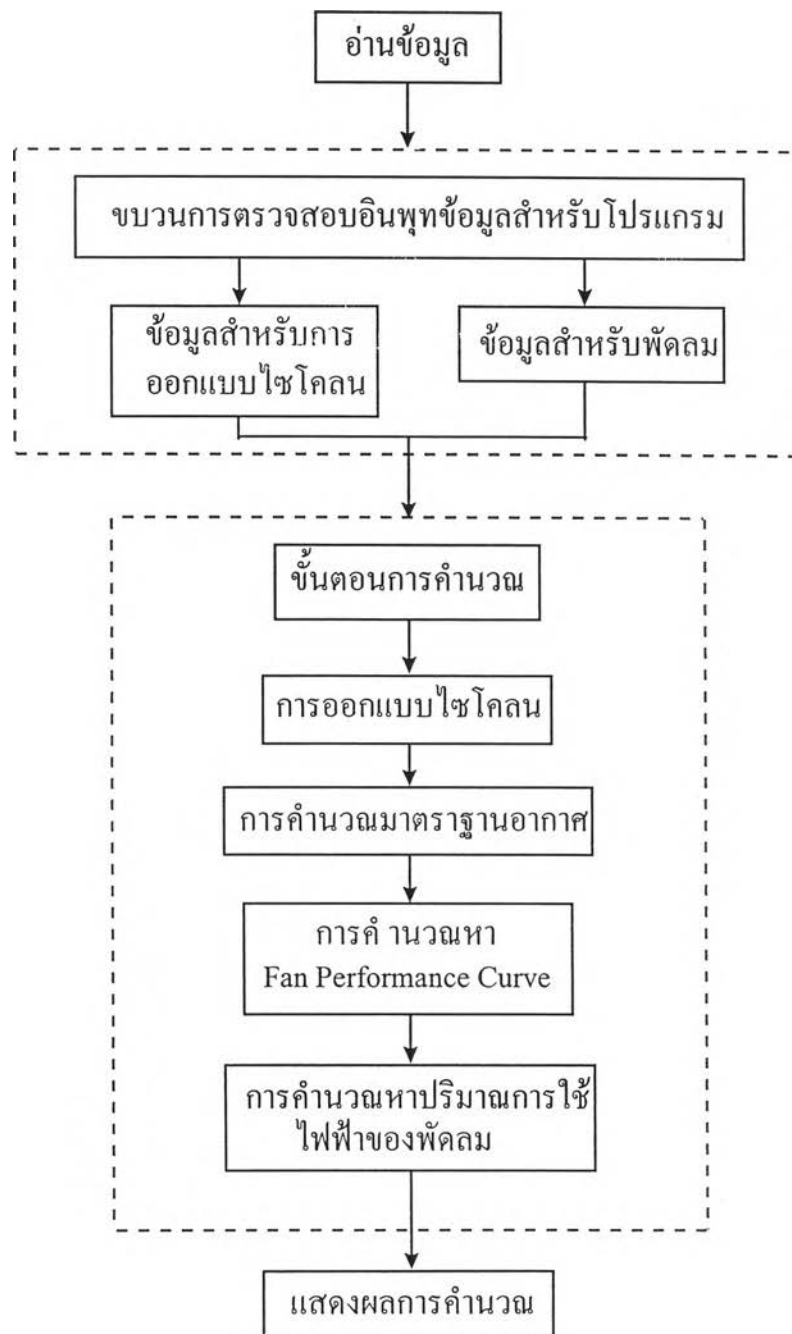 อ่านข้อมูล
ขบวนการตรวจสอบอินพุทข้อมูลสำหรับโปรแกรม
ข้อมูลสำหรับการ
ออกแบบไซโคลน
ข้อมูลสำหรับพัดลม
ขั้นตอนการคำนวณ
การออกแบบไซโคลน
การคำนวณมาตราฐานอากาศ
การคำนวณหา
Fan Performance Curve
การคำนวณหาปริมาณการใช้
ไฟฟ้าของพัดลม
แสดงผลการคำนวณ